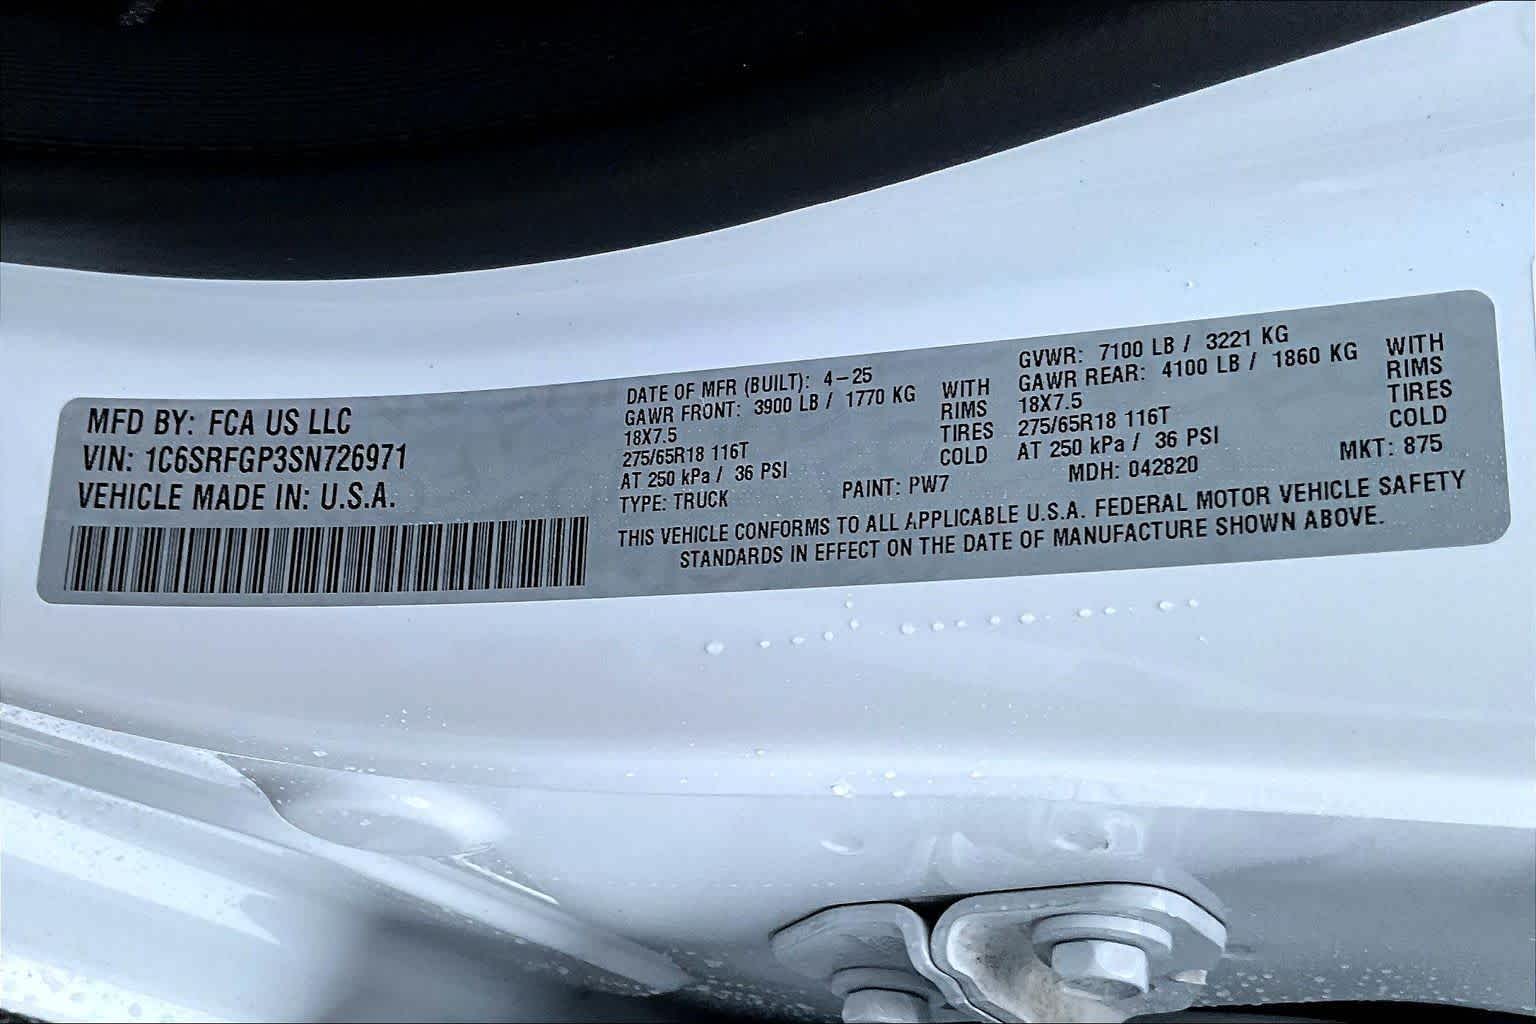 MFD BY: FCA US LLC
VIN: 1C6SRFGP3SN726971
VEHICLE MADE IN: U.S.A.
DATE OF MFR (BUILT): 4-25
GAWR FRONT: 3900 LB / 1770 KG WITH
18X7.5 RIMS
275/65R18 116T TIRES
AT 250 kPa / 36 PSI COLD
TYPE: TRUCK
PAINT: PW7
GVWR: 7100 LB / 3221 KG
GAWR REAR: 4100 LB / 1860 KG WITH
18X7.5 RIMS
275/65R18 116T TIRES
AT 250 kPa / 36 PSI COLD
MDH: 042820
MKT: 875
THIS VEHICLE CONFORMS TO ALL APPLICABLE U.S.A. FEDERAL MOTOR VEHICLE SAFETY
STANDARDS IN EFFECT ON THE DATE OF MANUFACTURE SHOWN ABOVE.